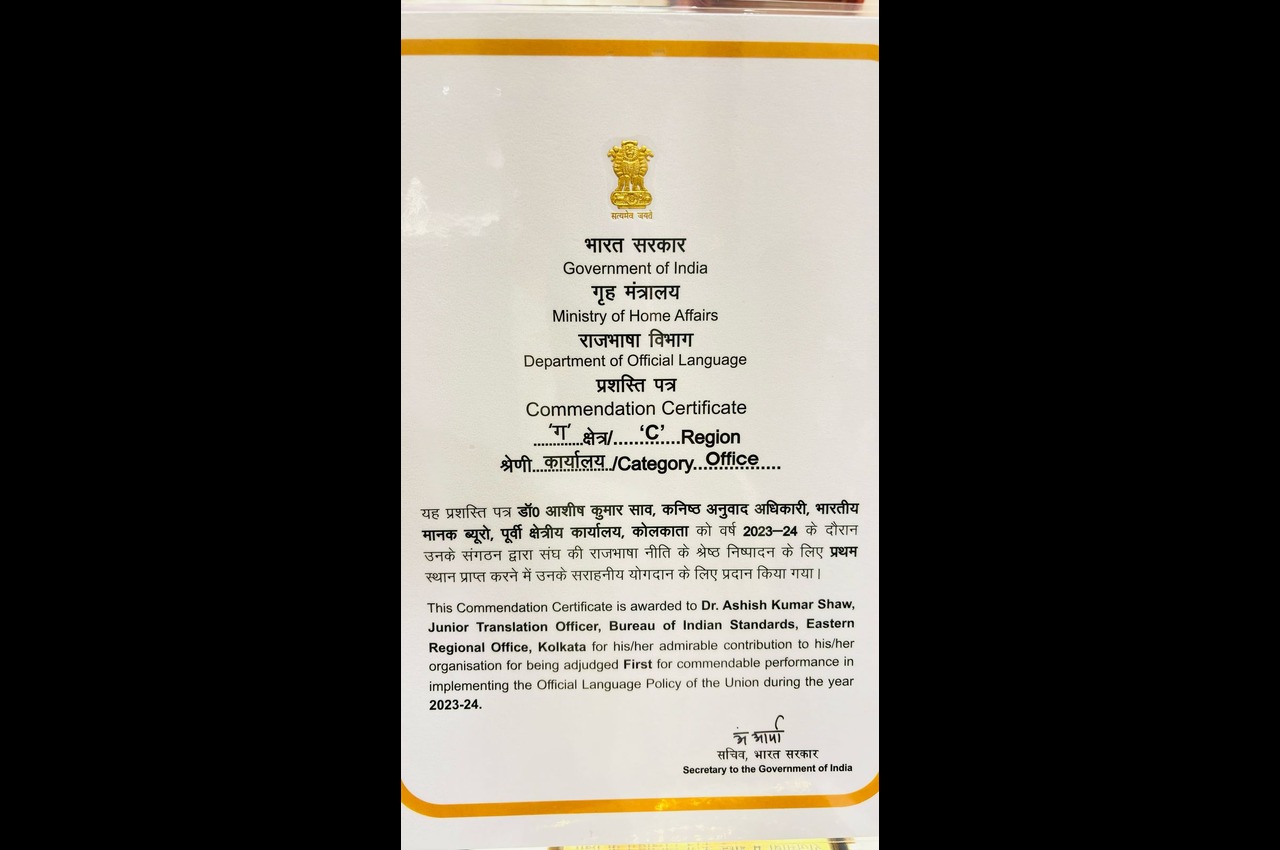 सत्यमेव जयते
भारत सरकार
Government of India
गृह मंत्रालय
Ministry of Home Affairs
राजभाषा विभाग
Department of Official Language
प्रशस्ति पत्र
Commendation Certificate
....'ग'....क्षेत्र/......'C'......Region
श्रेणी...कार्यालय../Category...Office.....
यह प्रशस्ति पत्र डॉ0 आशीष कुमार साव, कनिष्ठ अनुवाद अधिकारी, भारतीय
मानक ब्यूरो, पूर्वी क्षेत्रीय कार्यालय, कोलकाता को वर्ष 2023–24 के दौरान
उनके संगठन द्वारा संघ की राजभाषा नीति के श्रेष्ठ निष्पादन के लिए प्रथम
स्थान प्राप्त करने में उनके सराहनीय योगदान के लिए प्रदान किया गया।
This Commendation Certificate is awarded to Dr. Ashish Kumar Shaw,
Junior Translation Officer, Bureau of Indian Standards, Eastern
Regional Office, Kolkata for his/her admirable contribution to his/her
organisation for being adjudged First for commendable performance in
implementing the Official Language Policy of the Union during the year
2023-24.
सचिव, भारत सरकार
Secretary to the Government of India